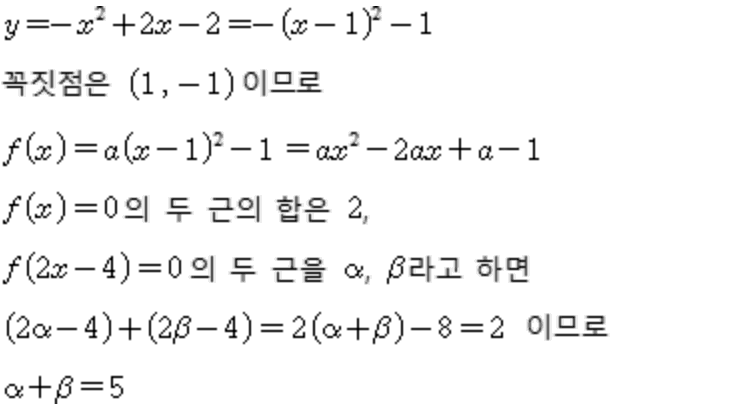 y=-x²+2x-2=-(x-1)²-1
꼭짓점은 (1,-1)이므로
f(x)=a(x-1)²-1 =ax²-2ax+a-1
f(x)=0의 두 근의 합은 2,
f(2x-4)=0의 두 근을 α, β라고 하면
(2α-4)+(2β-4)=2(α+β)-8=2 이므로
α+β=5